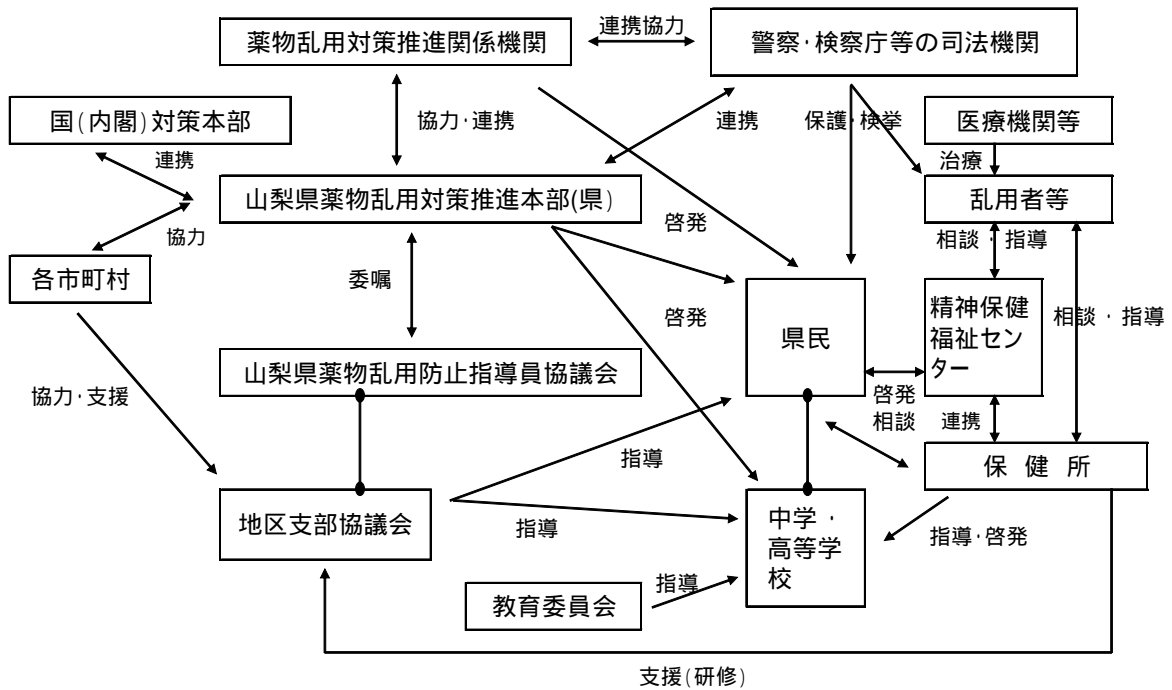 薬物乱用対策推進関係機関
連携協力
警察・検察庁等の司法機関
国(内閣)対策本部
協力・連携
連携
保護・検挙
医療機関等
連携
治療
山梨県薬物乱用対策推進本部(県)
乱用者等
協力
啓発
相談・指導
各市町村
委嘱
啓発
県民
精神保健
福祉セン
ター
相談・指導
山梨県薬物乱用防止指導員協議会
協力・支援
啓発
相談
連携
指導
保 健 所
地区支部協議会
指導
中学・
高等学
校
指導・啓発
教育委員会
指導
支援(研修)